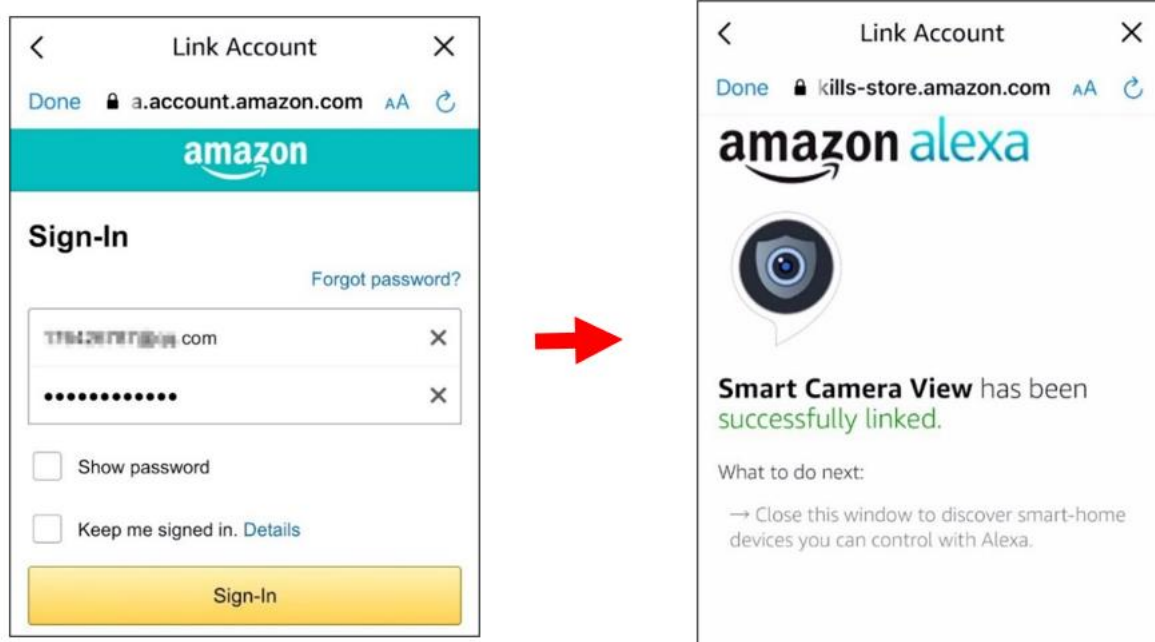 Link Account
Done a.account.amazon.com AA
amazon
Sign-In
Forgot password?
.com
Show password
Keep me signed in. Details
Sign-In
Link Account
Done kills-store.amazon.com AA
amazon alexa
Smart Camera View has been
successfully linked.
What to do next:
→ Close this window to discover smart-home
devices you can control with Alexa.